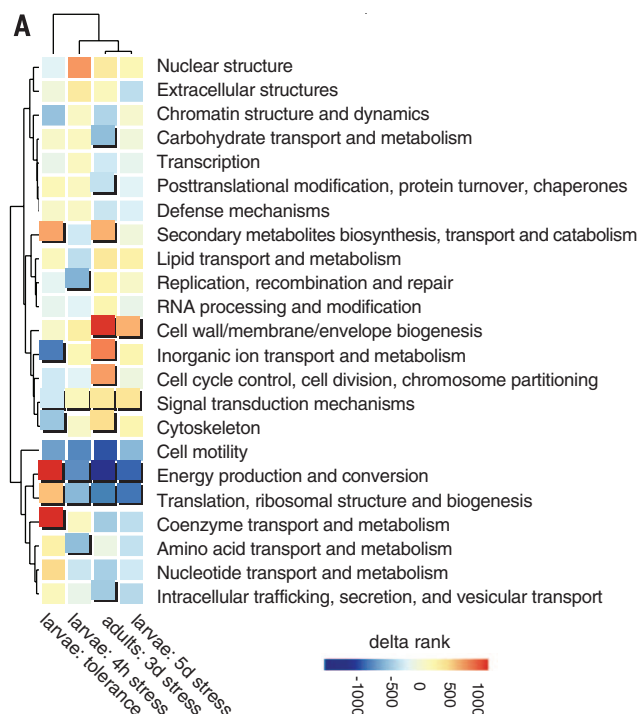 A
Nuclear structure
Extracellular structures
Chromatin structure and dynamics
Carbohydrate transport and metabolism
Transcription
Posttranslational modification, protein turnover, chaperones
Defense mechanisms
Secondary metabolites biosynthesis, transport and catabolism
Lipid transport and metabolism
Replication, recombination and repair
RNA processing and modification
Cell wall/membrane/envelope biogenesis
Inorganic ion transport and metabolism
Cell cycle control, cell division, chromosome partitioning
Signal transduction mechanisms
Cytoskeleton
Cell motility
Energy production and conversion
Translation, ribosomal structure and biogenesis
Coenzyme transport and metabolism
Amino acid transport and metabolism
Nucleotide transport and metabolism
Intracellular trafficking, secretion, and vesicular transport
larvae: tolerance
larvae: 4h stress
adults: 3d stress
larvae: 5d stress
delta rank
-1000
-500
0
500
1000